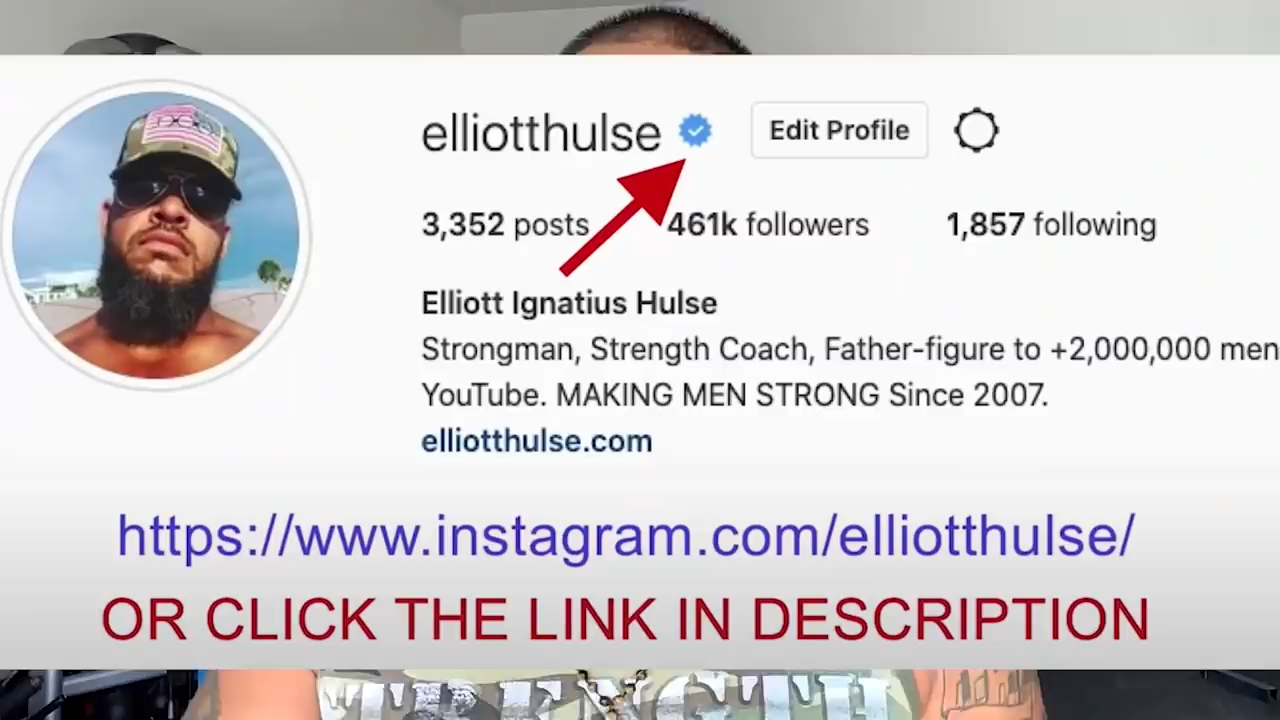 elliotthulse Edit Profile
3,352 posts 461k followers 1,857 following
Elliott Ignatius Hulse
Strongman, Strength Coach, Father-figure to +2,000,000 men
YouTube. MAKING MEN STRONG Since 2007.
elliotthulse.com
https://www.instagram.com/elliotthulse/
OR CLICK THE LINK IN DESCRIPTION